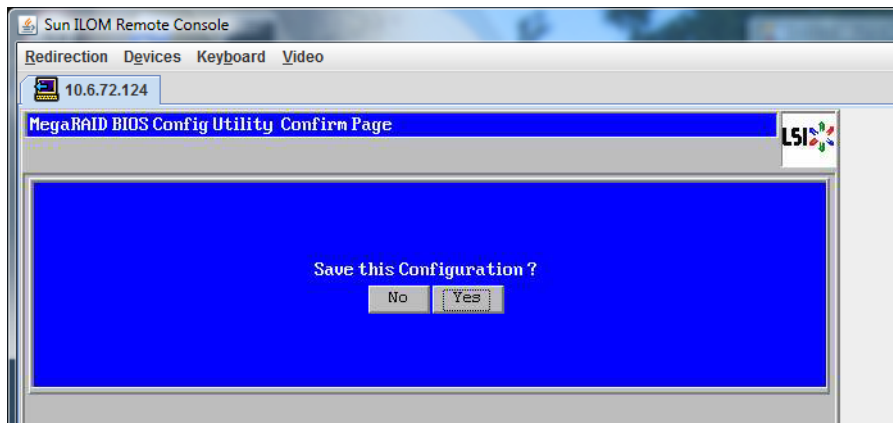 Sun ILOM Remote Console
Redirection Devices Keyboard Video
10.6.72.124
MegaRAID BIOS Config Utility Confirm Page
LSI
Save this Configuration ?
No Yes